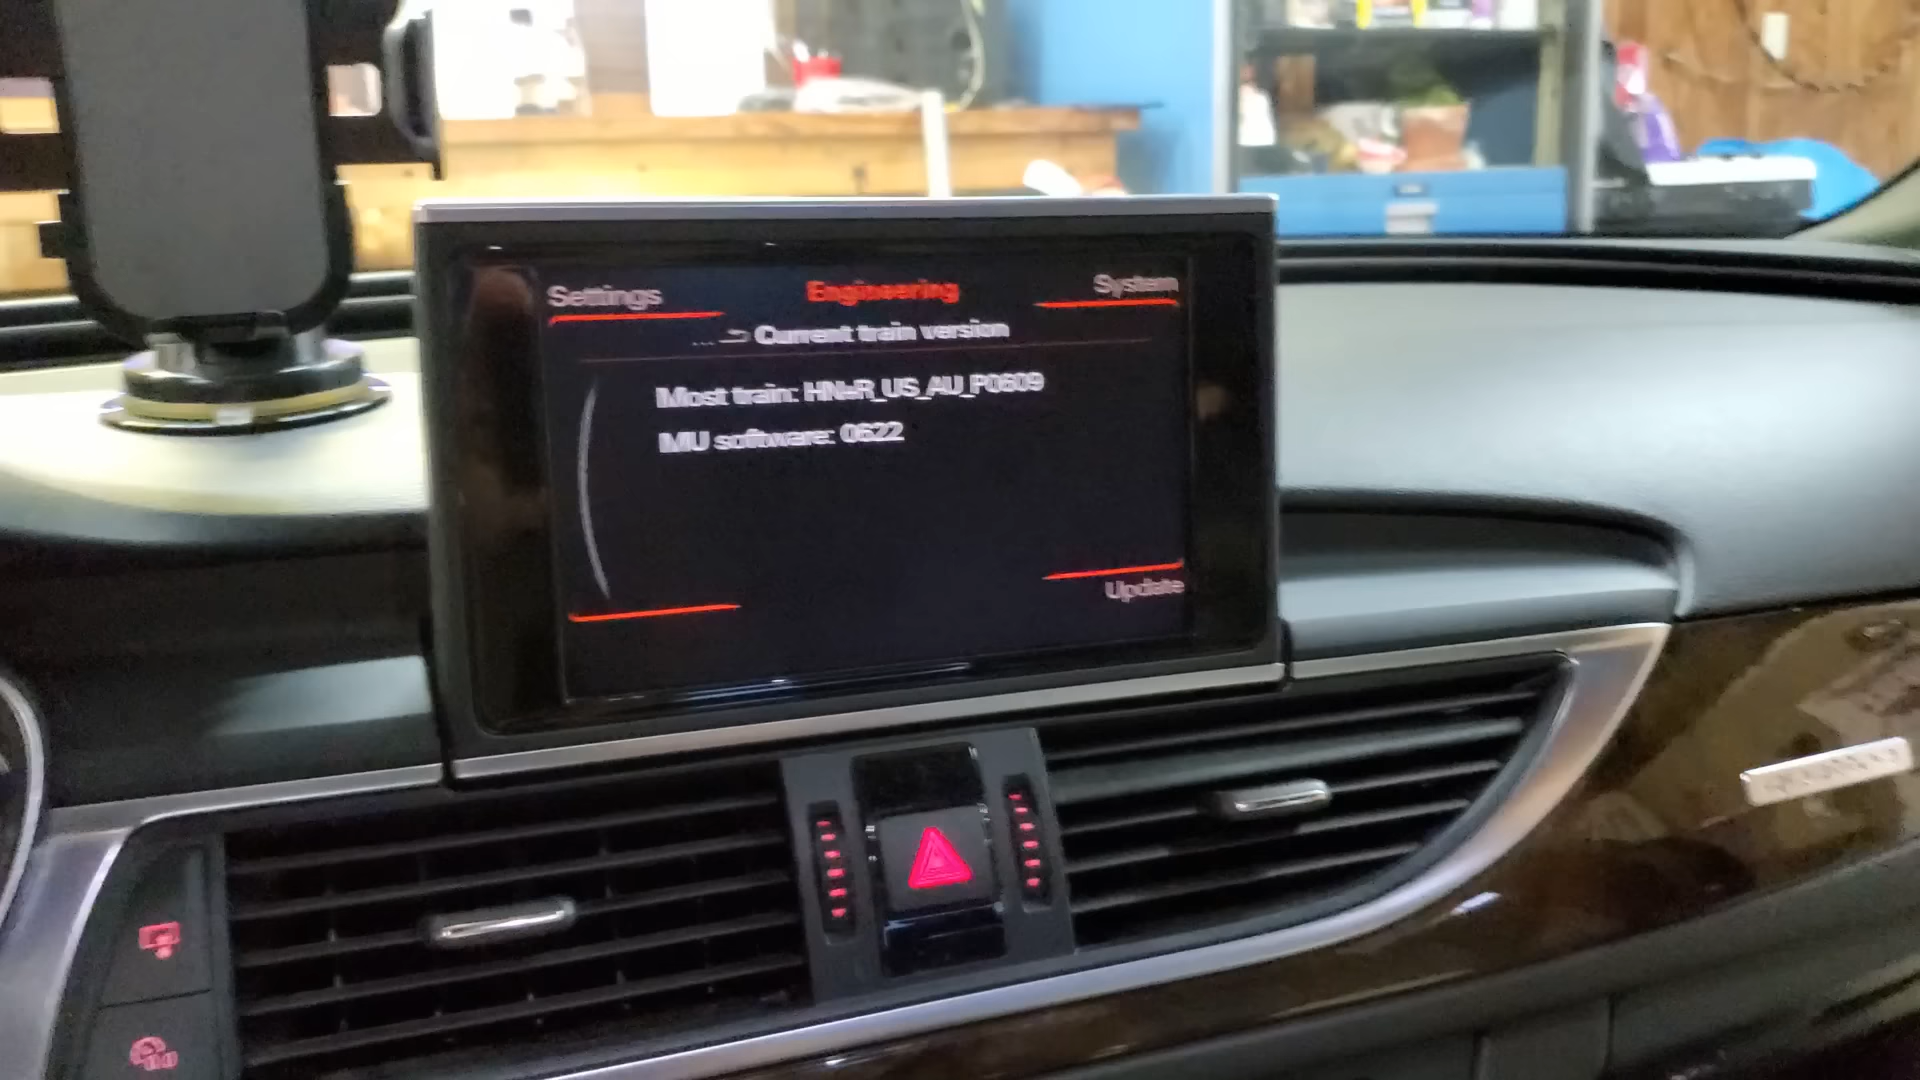 Settings
Engineering
System
... Current train version
Most train: HN+R_US_AU_P0609
MU software: 0622
Update